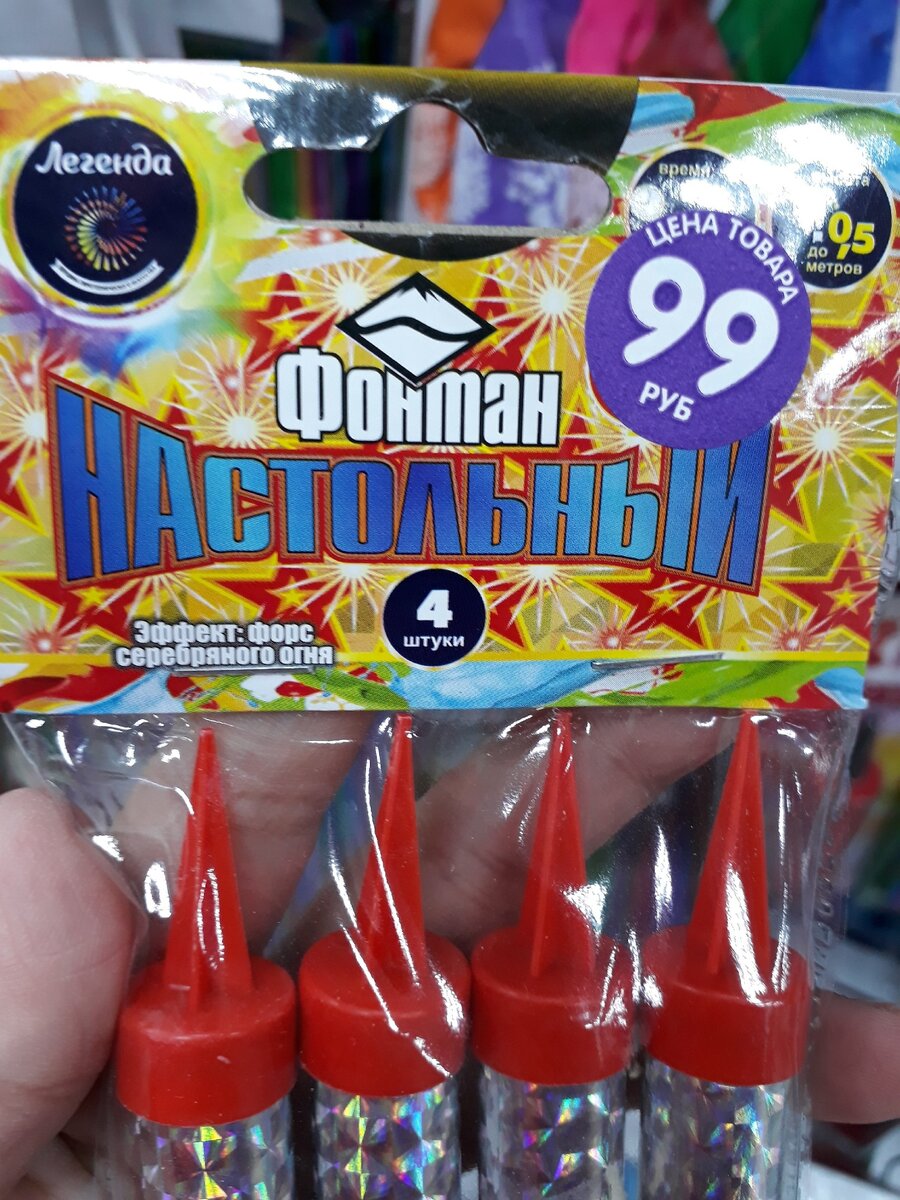 Легенда
время
ЦЕНА ТОВАРА
99
РУБ
до
0,5
метров
Фонтан
НАСТОЛЬНЫЙ
4
штуки
Эффект: форс
серебряного огня